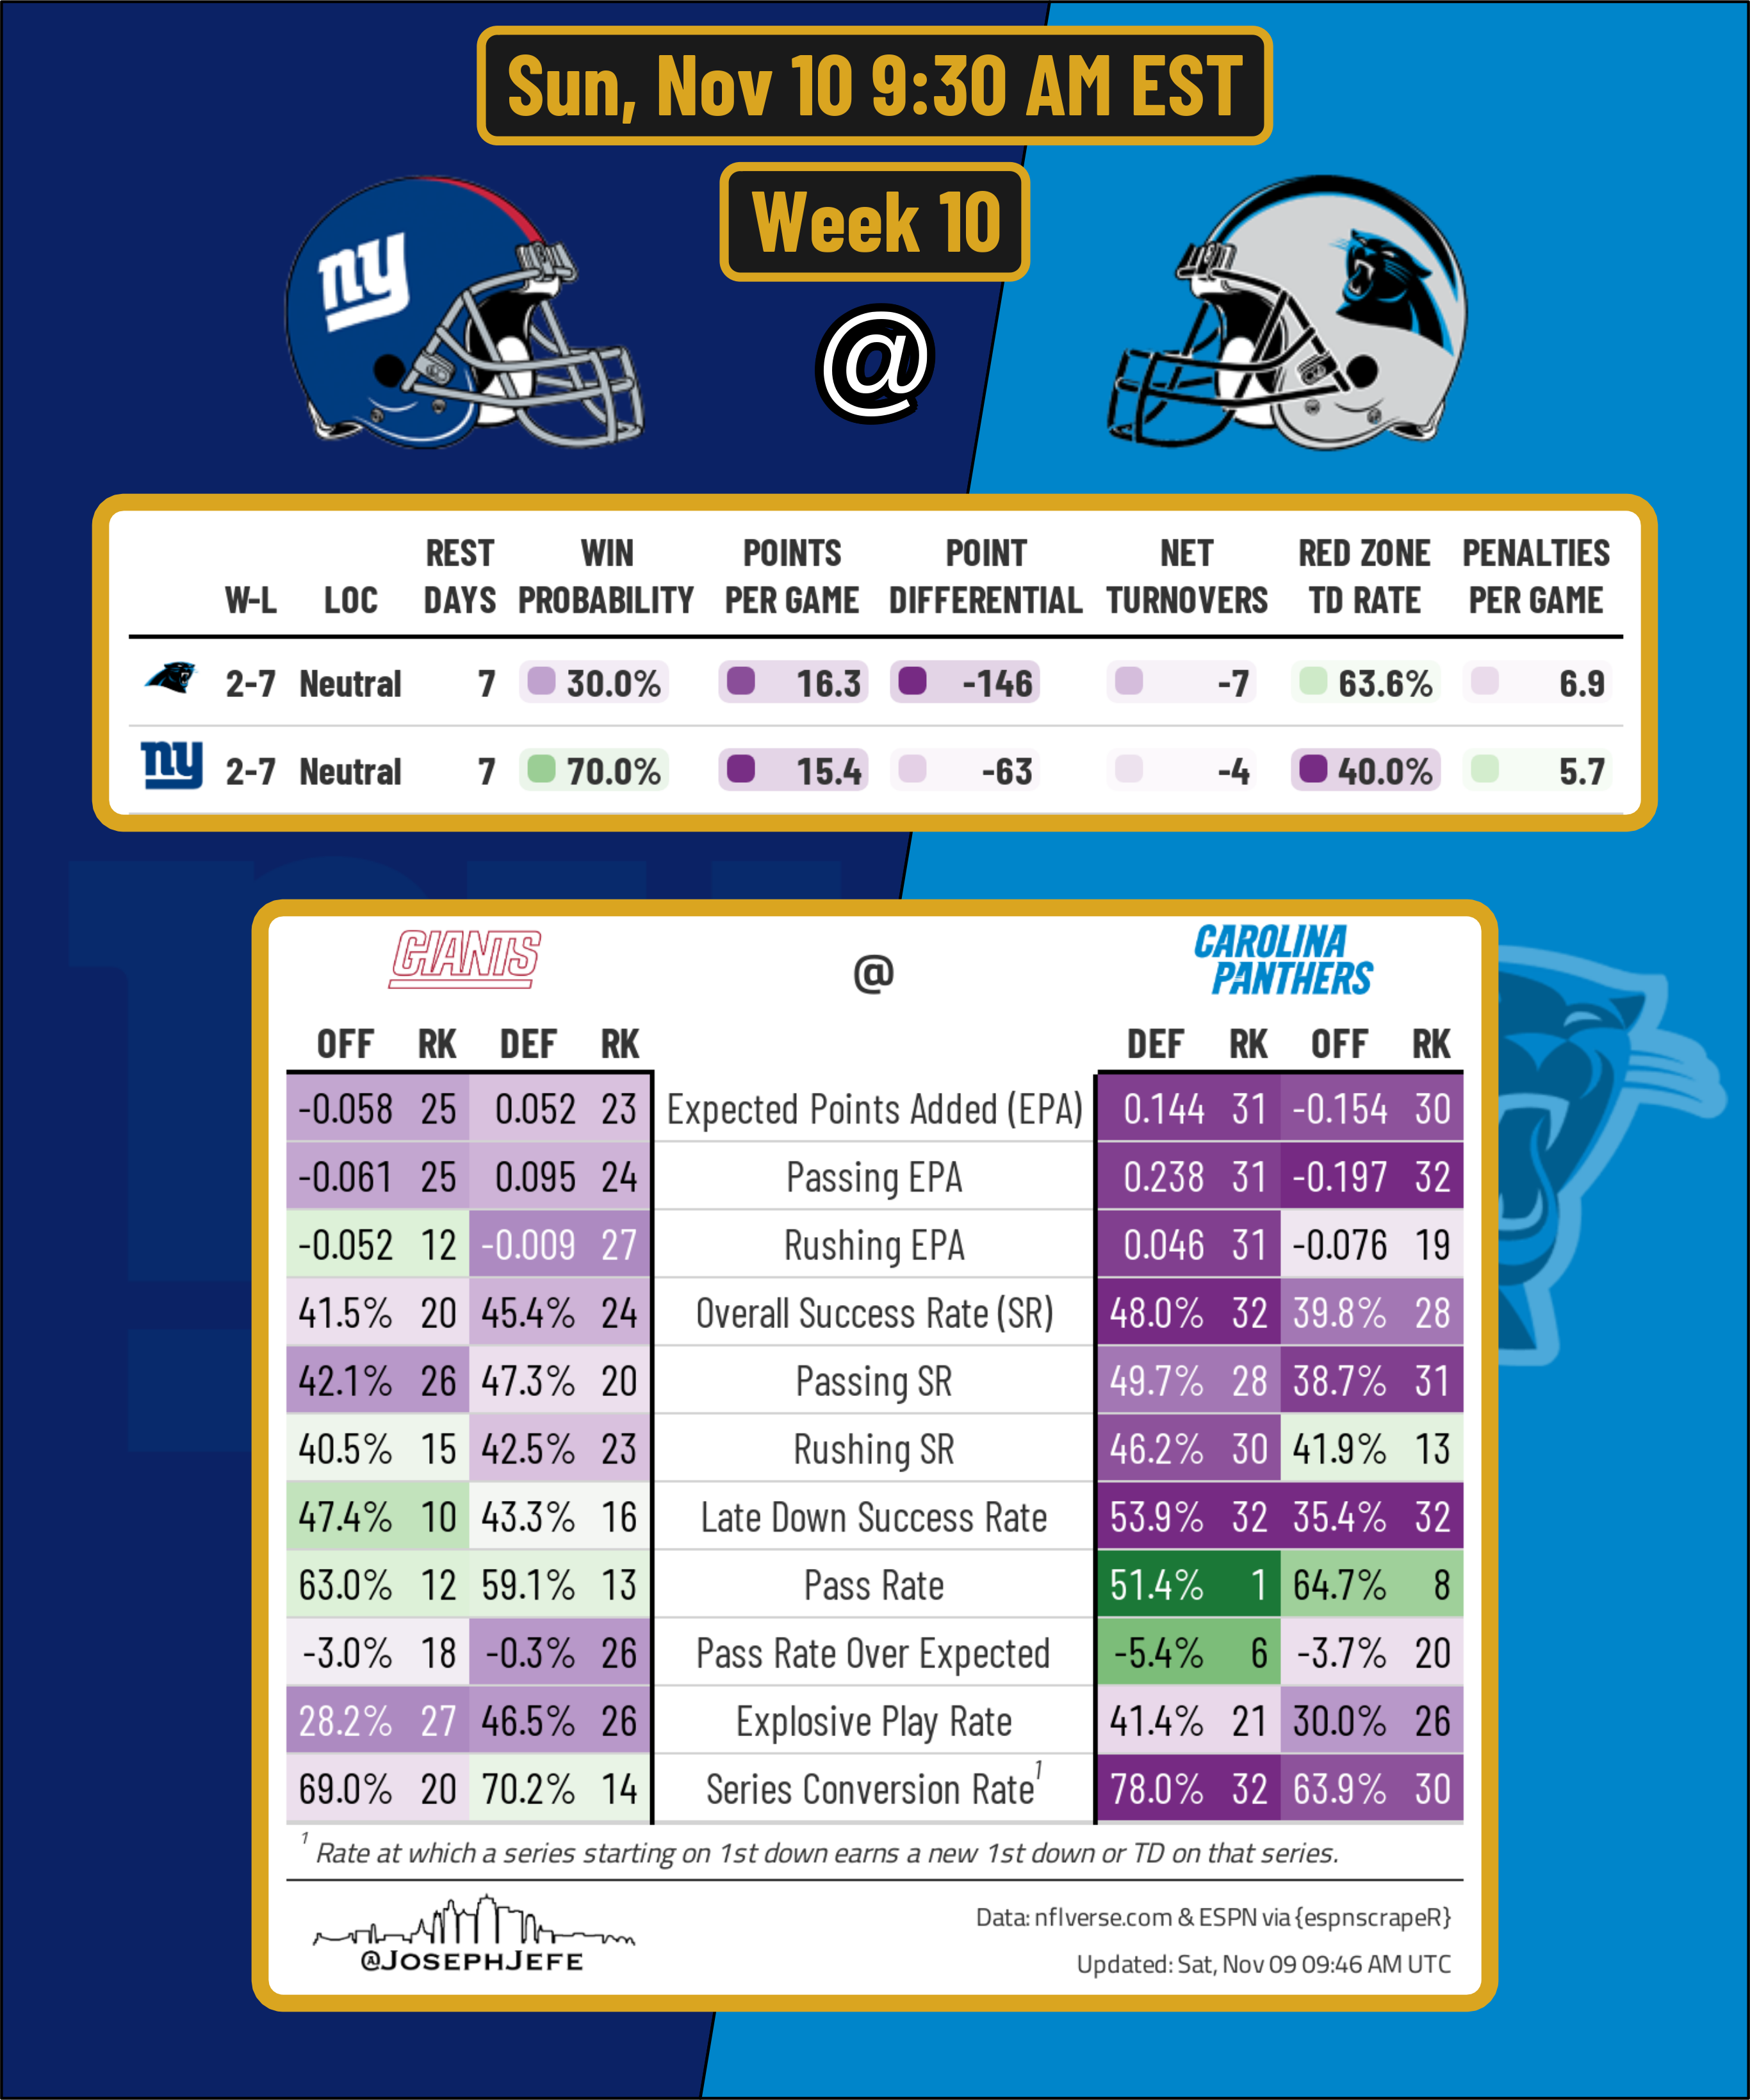 Sun, Nov 10 9:30 AM EST
Week 10
ny
@
REST WIN POINTS POINT NET RED ZONE PENALTIES
W-L LOC DAYS PROBABILITY PER GAME DIFFERENTIAL TURNOVERS TD RATE PER GAME
2-7 Neutral 7 30.0% 16.3 -146 -7 63.6% 6.9
ny 2-7 Neutral 7 70.0% 15.4 -63 -4 40.0% 5.7
GIANTS @ CAROLINA PANTHERS
OFF RK DEF RK DEF RK OFF RK
-0.058 25 0.052 23 Expected Points Added (EPA) 0.144 31 -0.154 30
-0.061 25 0.095 24 Passing EPA 0.238 31 -0.197 32
-0.052 12 -0.009 27 Rushing EPA 0.046 31 -0.076 19
41.5% 20 45.4% 24 Overall Success Rate (SR) 48.0% 32 39.8% 28
42.1% 26 47.3% 20 Passing SR 49.7% 28 38.7% 31
40.5% 15 42.5% 23 Rushing SR 46.2% 30 41.9% 13
47.4% 10 43.3% 16 Late Down Success Rate 53.9% 32 35.4% 32
63.0% 12 59.1% 13 Pass Rate 51.4% 1 64.7% 8
-3.0% 18 -0.3% 26 Pass Rate Over Expected -5.4% 6 -3.7% 20
28.2% 27 46.5% 26 Explosive Play Rate 41.4% 21 30.0% 26
69.0% 20 70.2% 14 Series Conversion Rate1 78.0% 32 63.9% 30
1 Rate at which a series starting on 1st down earns a new 1st down or TD on that series.
Data: nflverse.com & ESPN via {espnscrapeR}
@JOSEPHJEFE
Updated: Sat, Nov 09 09:46 AM UTC